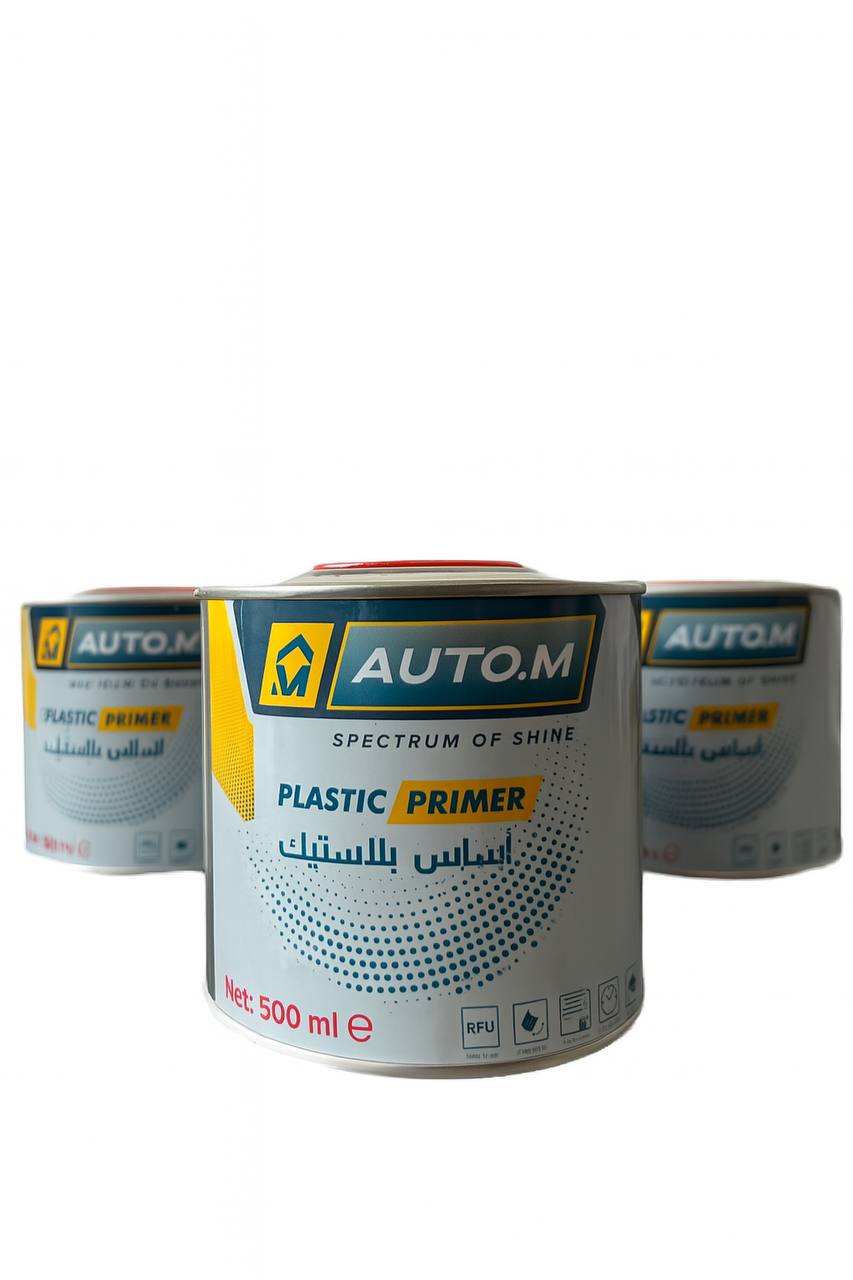 AUTO.M
SPECTRUM OF SHINE
PLASTIC PRIMER
أساس بلاستيك
Net: 500 ml e
RFU
AUTO.M
PLASTIC PRIMER
AUTO.M
PRIMER